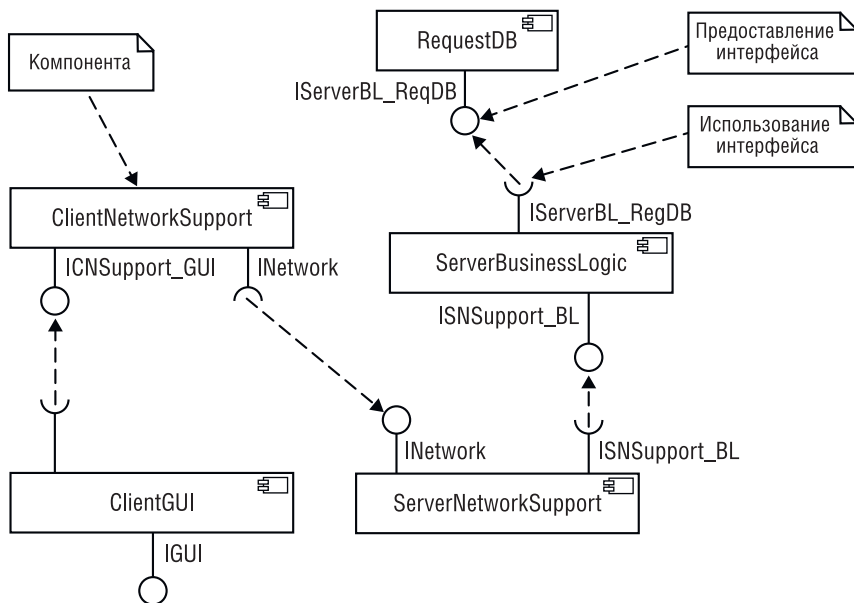 Компонента
RequestDB
Предоставление
интерфейса
IServerBL_ReqDB
Использование
интерфейса
ClientNetworkSupport
IServerBL_RegDB
ICNSupport_GUI
INetwork
ServerBusinessLogic
ISNSupport_BL
INetwork
ISNSupport_BL
ClientGUI
ServerNetworkSupport
IGUI